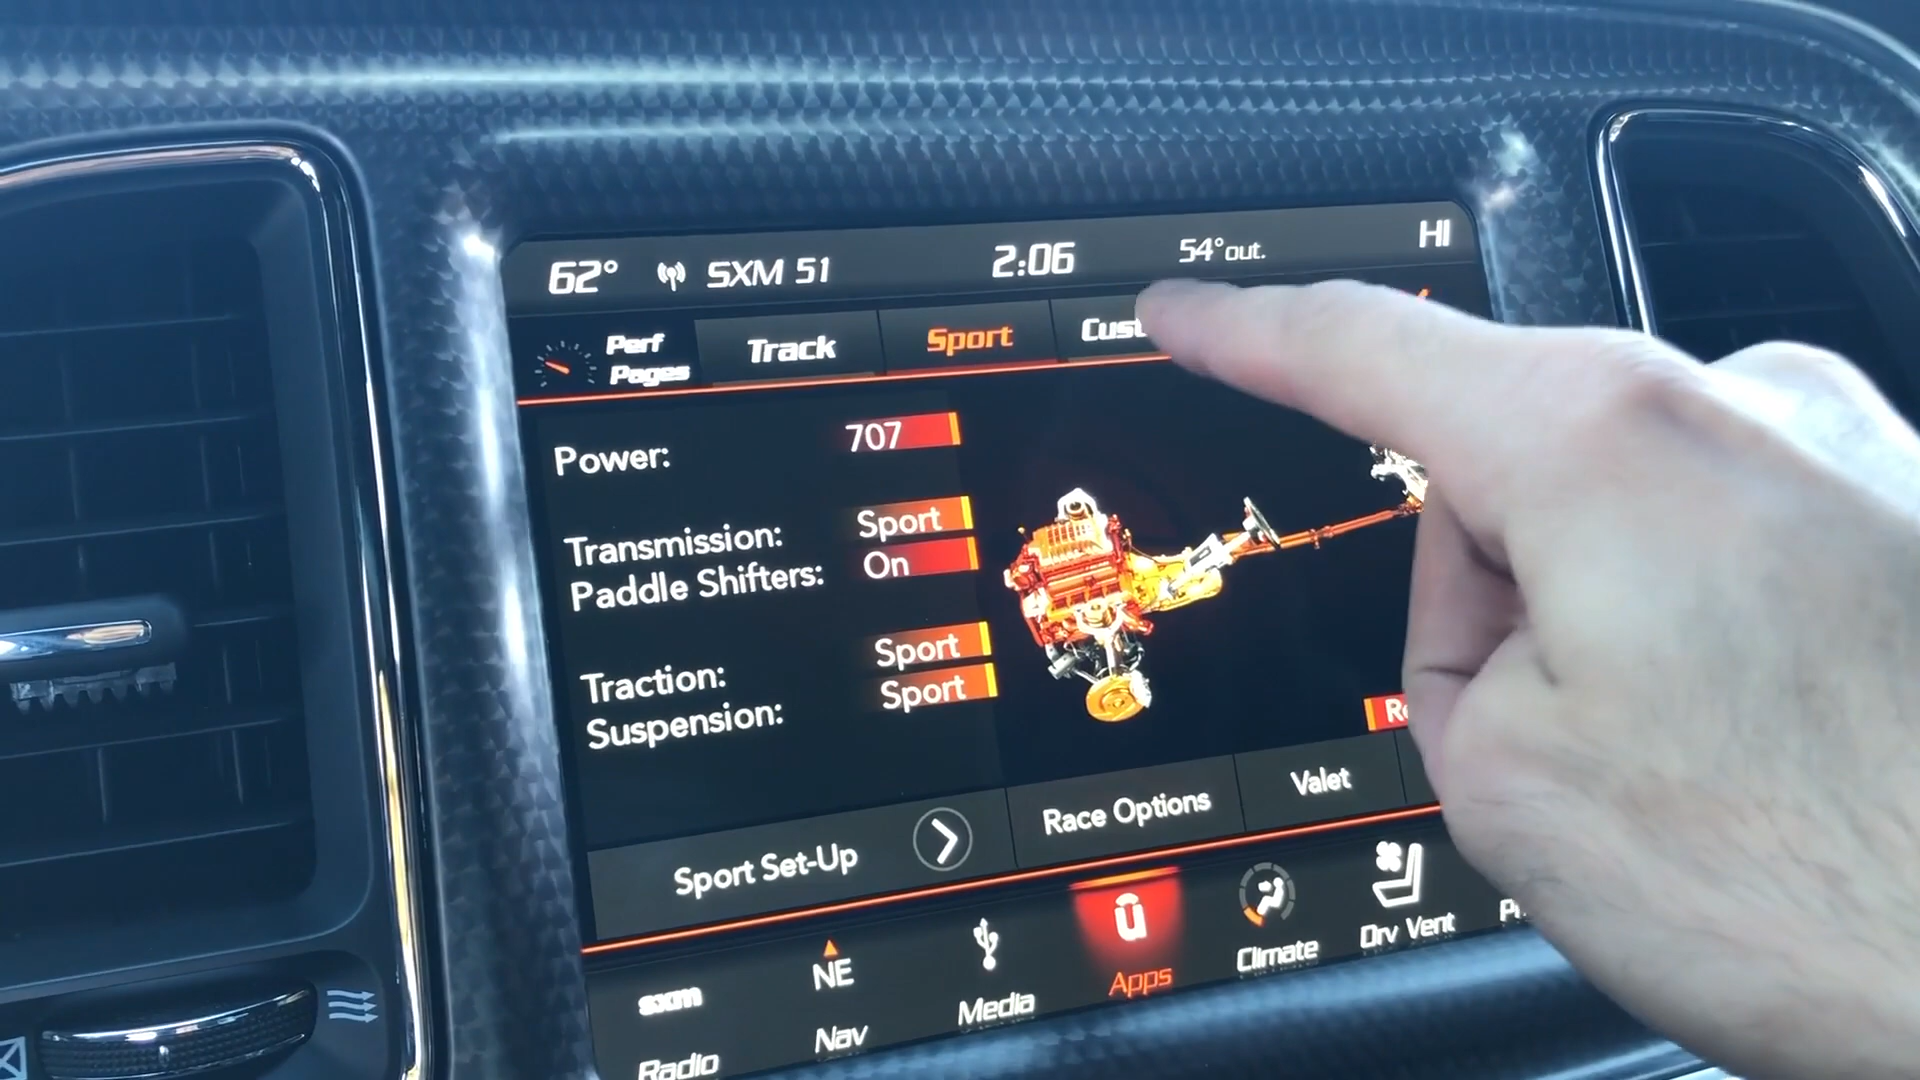 62° SXM 51 2:06 54°out. HI
Perf
Pages
Track Sport
Power: 707
Transmission: Sport
Paddle Shifters: On
Traction: Sport
Suspension: Sport
Sport Set-Up Race Options Valet
sxm NE
Radio Nav Media Apps Climate Drv Vent